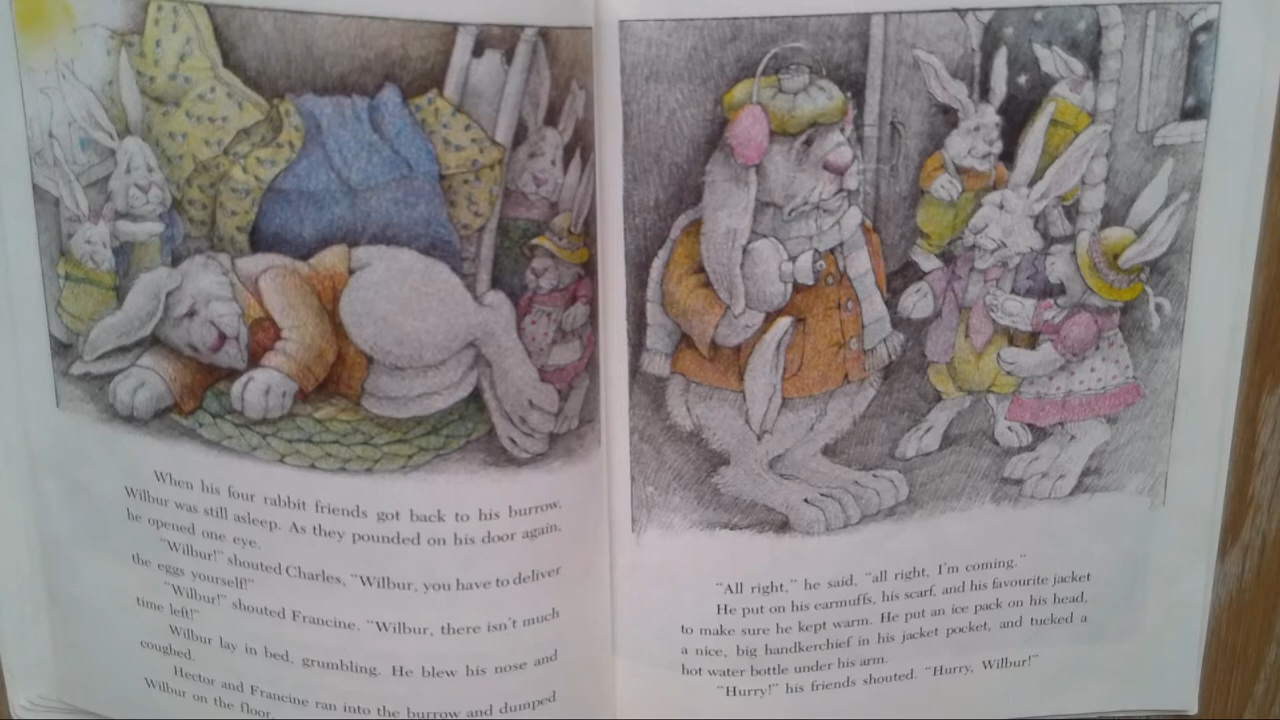 When his four rabbit friends got back to his burrow,
Wilbur was still asleep. As they pounded on his door again,
he opened one eye.
"Wilbur!" shouted Charles, "Wilbur, you have to deliver
the eggs yourself!"
"Wilbur!" shouted Francine. "Wilbur, there isn't much
time left!"
Wilbur lay in bed, grumbling. He blew his nose and
coughed.
Hector and Francine ran into the burrow and dumped
Wilbur on the floor.
"All right," he said, "all right, I'm coming."
He put on his earmuffs, his scarf, and his favourite jacket
to make sure he kept warm. He put an ice pack on his head,
a nice, big handkerchief in his jacket pocket, and tucked a
hot water bottle under his arm.
"Hurry!" his friends shouted. "Hurry, Wilbur!"